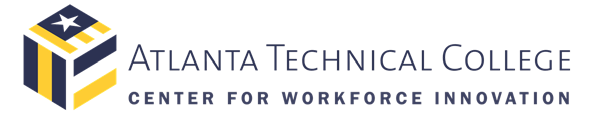 ATLANTA TECHNICAL COLLEGE
CENTER FOR WORKFORCE INNOVATION